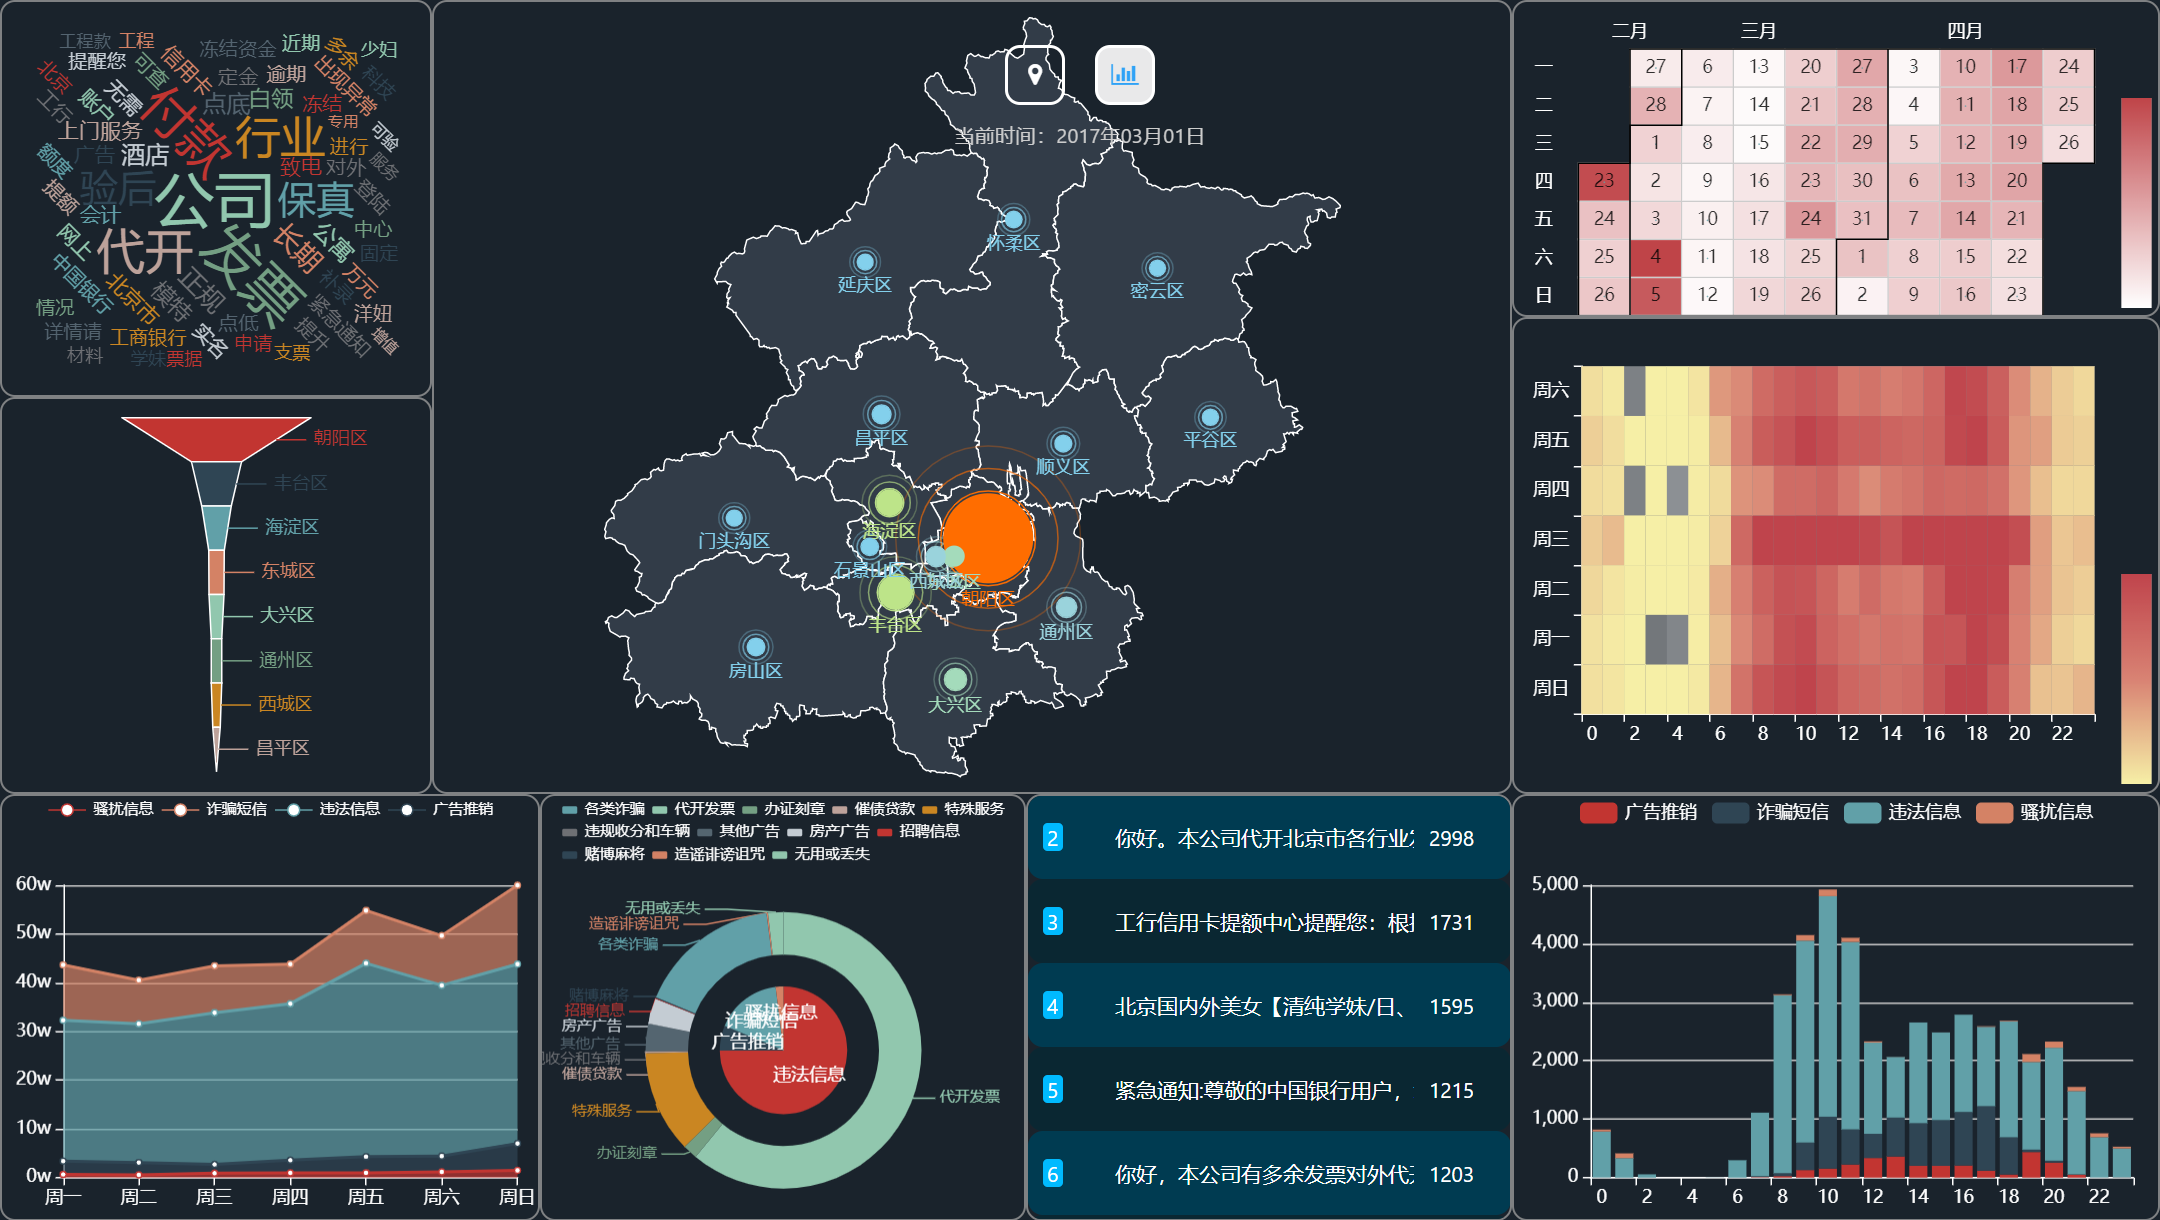 工程款 工程 冻结资金 近期 多余 少妇
提醒您 可查 信用卡 定金 逾期 出现异常 科技
北京 工行 账户 无需 付款 点底 白领 冻结 专用 可验
上门服务 行业 进行 服务
额度 广告 酒店 致电 对外 登陆
提额 验后 公司 保真 中心
会计 网上 代开 发票 长期 公寓 固定
中国银行 北京市 模特 正规 补录 万元
情况 点低 紧急通知 洋妞
详情请 工商银行 实名 申请 提升 支票 增值
材料 学妹 票据
朝阳区
丰台区
海淀区
东城区
大兴区
通州区
西城区
昌平区
当前时间：2017年03月01日
怀柔区
延庆区
密云区
昌平区
平谷区
顺义区
海淀区
门头沟区
石景山区
西城区
朝阳区
丰台区
通州区
房山区
大兴区
二月 三月 四月
一 27 6 13 20 27 3 10 17 24
二 28 7 14 21 28 4 11 18 25
三 1 8 15 22 29 5 12 19 26
四 23 2 9 16 23 30 6 13 20
五 24 3 10 17 24 31 7 14 21
六 25 4 11 18 25 1 8 15 22
日 26 5 12 19 26 2 9 16 23
周六
周五
周四
周三
周二
周一
周日
0 2 4 6 8 10 12 14 16 18 20 22
骚扰信息 诈骗短信 违法信息 广告推销
60w
50w
40w
30w
20w
10w
0w
周一 周二 周三 周四 周五 周六 周日
各类诈骗 代开发票 办证刻章 催债贷款 特殊服务
违规收分和车辆 其他广告 房产广告 招聘信息
赌博麻将 造谣诽谤诅咒 无用或丢失
无用或丢失
造谣诽谤诅咒
各类诈骗
赌博麻将
招聘信息
房产广告
其他广告
收分和车辆
催债贷款
特殊服务
办证刻章
代开发票
骚扰信息
诈骗短信
广告推销
违法信息
2 你好。本公司代开北京市各行业 2998
3 工行信用卡提额中心提醒您：根 1731
4 北京国内外美女【清纯学妹/日、 1595
5 紧急通知:尊敬的中国银行用户， 1215
6 你好，本公司有多余发票对外代 1203
广告推销 诈骗短信 违法信息 骚扰信息
5,000
4,000
3,000
2,000
1,000
0
0 2 4 6 8 10 12 14 16 18 20 22